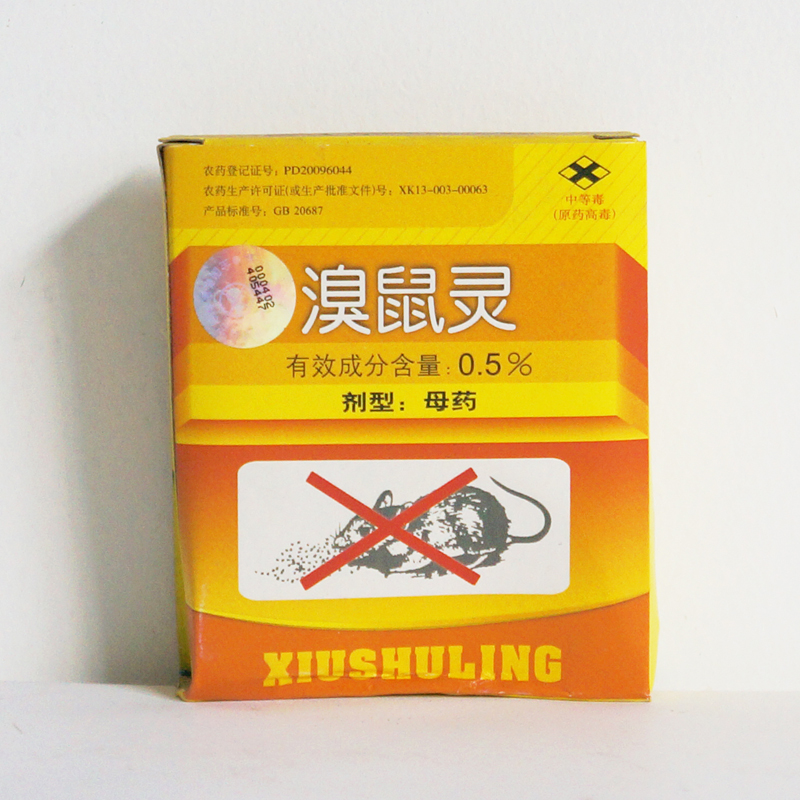 农药登记证号：PD20096044
农药生产许可证(或生产批准文件)号：XK13-003-00063
产品标准号：GB 20687
中等毒
(原药高毒)
000402
405447
溴鼠灵
有效成分含量：0.5%
剂型：母药
XIUSHULING